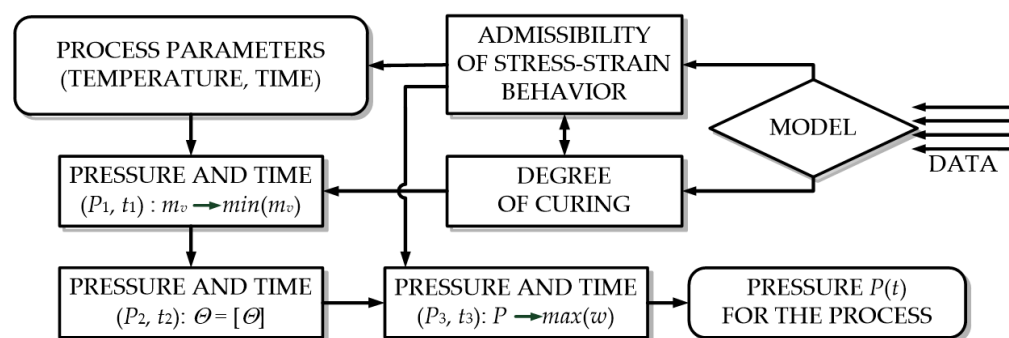 PROCESS PARAMETERS
(TEMPERATURE, TIME)
ADMISSIBILITY
OF STRESS-STRAIN
BEHAVIOR
MODEL
DATA
PRESSURE AND TIME
(P₁, t₁) : mᵥ → min(mᵥ)
DEGREE
OF CURING
PRESSURE AND TIME
(P₂, t₂): Θ = [Θ]
PRESSURE AND TIME
(P₃, t₃): P → max(w)
PRESSURE P(t)
FOR THE PROCESS